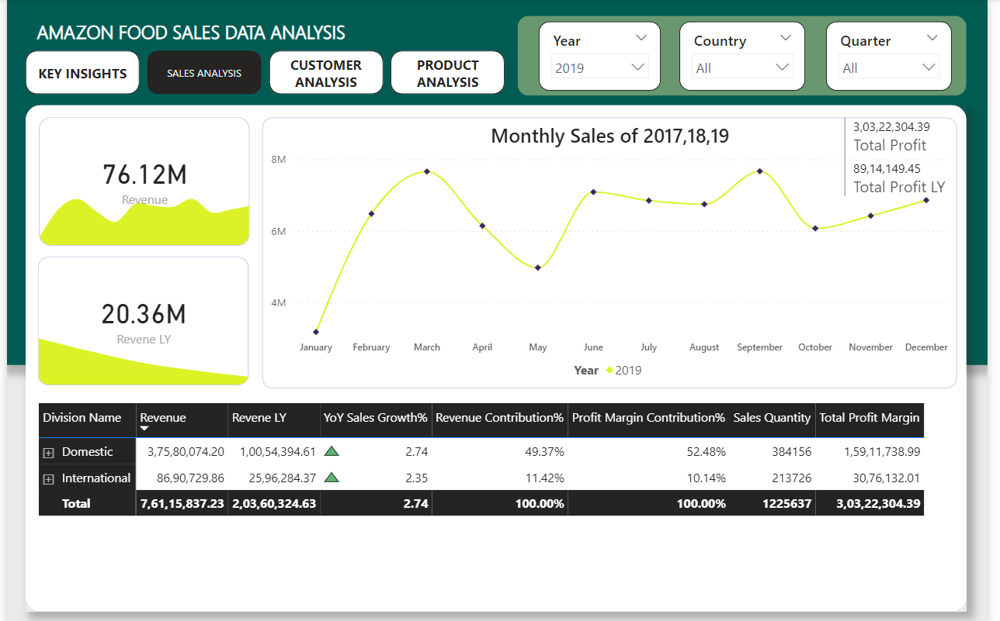 AMAZON FOOD SALES DATA ANALYSIS
KEY INSIGHTS
SALES ANALYSIS
CUSTOMER
ANALYSIS
PRODUCT
ANALYSIS
Year
2019
Country
All
Quarter
All
76.12M
Revenue
20.36M
Revene LY
Monthly Sales of 2017,18,19
3,03,22,304.39
Total Profit
89,14,149.45
Total Profit LY
8M
6M
4M
January February March April May June July August September October November December
Year 2019
Division Name Revenue Revene LY YoY Sales Growth% Revenue Contribution% Profit Margin Contribution% Sales Quantity Total Profit Margin
Domestic 3,75,80,074.20 1,00,54,394.61 2.74 49.37% 52.48% 384156 1,59,11,738.99
International 86,90,729.86 25,96,284.37 2.35 11.42% 10.14% 213726 30,76,132.01
Total 7,61,15,837.23 2,03,60,324.63 2.74 100.00% 100.00% 1225637 3,03,22,304.39